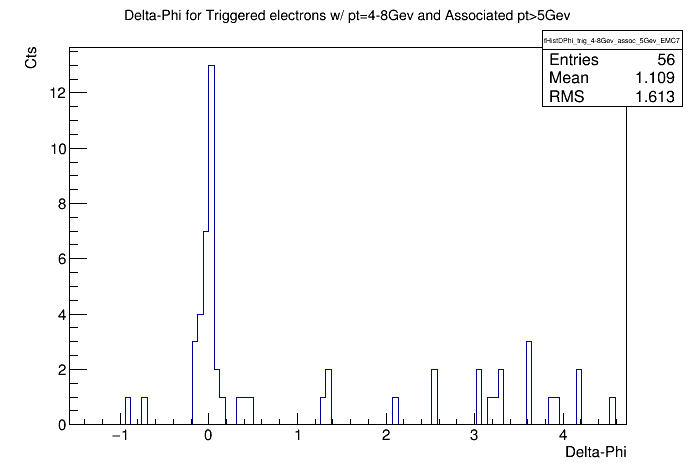 Delta-Phi for Triggered electrons w/ pt=4-8Gev and Associated pt>5Gev
fHistDPhi_trig_4-8Gev_assoc_5Gev_EMC7
Entries 56
Mean 1.109
RMS 1.613
Cts
12
10
8
6
4
2
0
−1 0 1 2 3 4
Delta-Phi